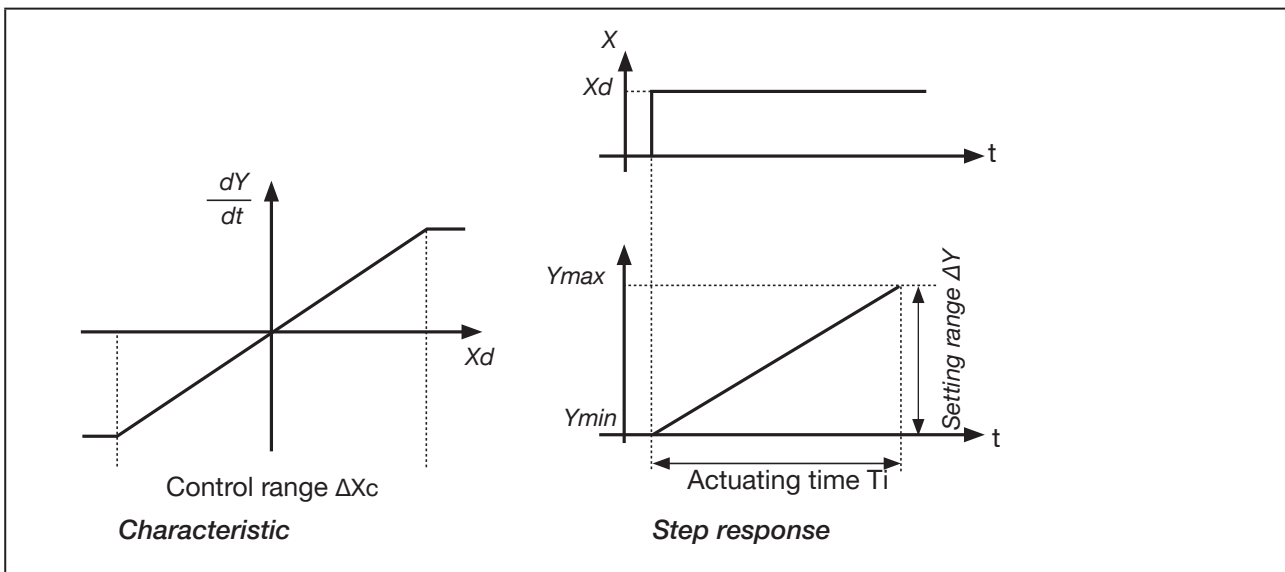 dY
dt
Xd
Control range ΔXc
Characteristic
X
Xd
t
Ymax
Ymin
Setting range ΔY
t
Actuating time Ti
Step response